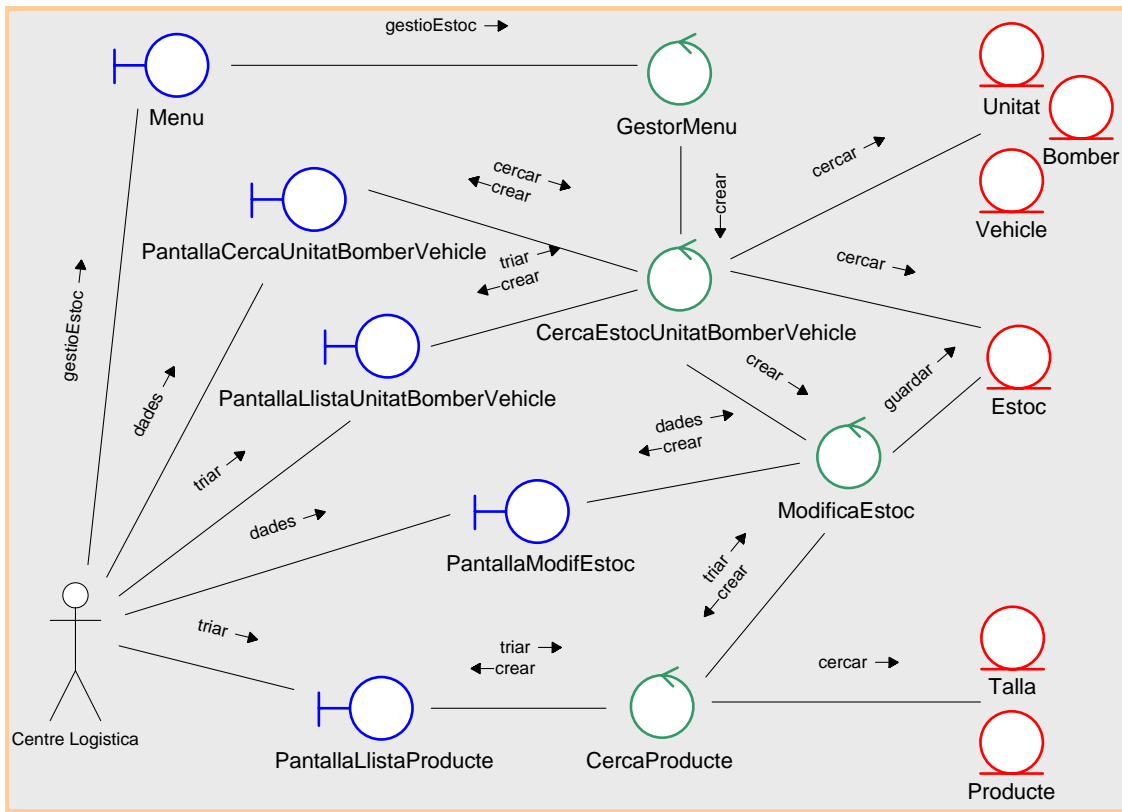 gestioEstoc
Menu
GestorMenu
Unitat
Bomber
Vehicle
cercar
crear
crear
cercar
PantallaCercaUnitatBomberVehicle
triar
crear
cercar
CercaEstocUnitatBomberVehicle
gestioEstoc
dades
PantallaLlistaUnitatBomberVehicle
crear
guardar
Estoc
triar
dades
crear
dades
ModificaEstoc
PantallaModifEstoc
triar
crear
triar
triar
crear
cercar
Talla
Centre Logistica
PantallaLlistaProducte
CercaProducte
Producte